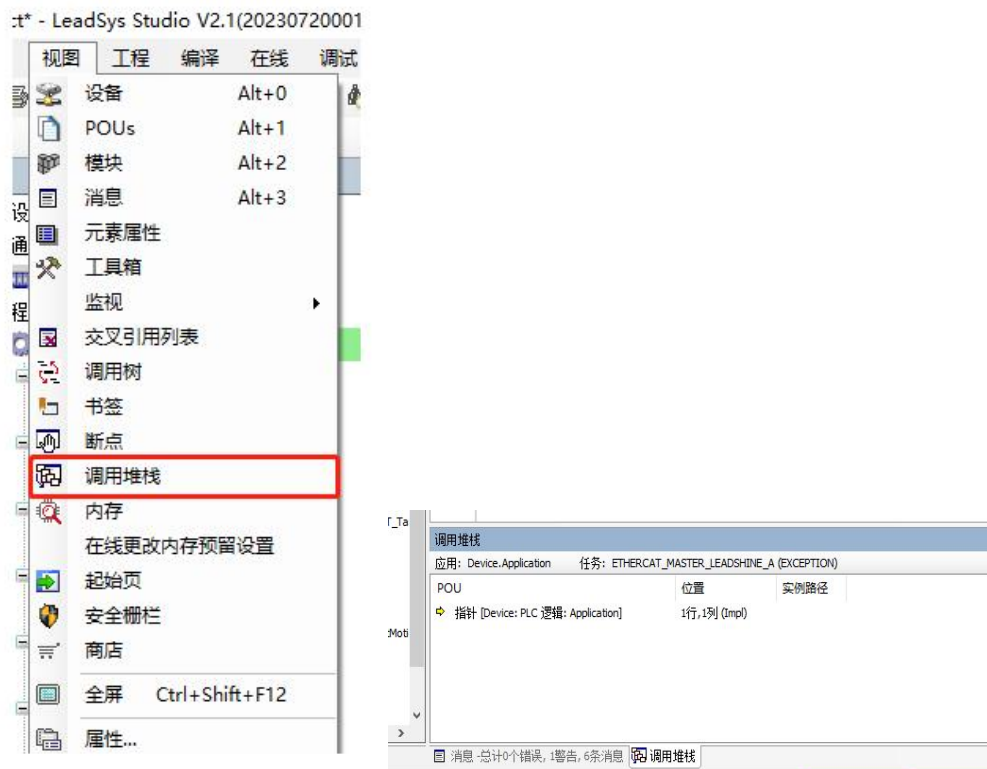 :t* - LeadSys Studio V2.1(20230720001
视图 工程 编译 在线 调试
设备 Alt+0
POUs Alt+1
模块 Alt+2
消息 Alt+3
元素属性
工具箱
监视
交叉引用列表
调用树
书签
断点
调用堆栈
内存
在线更改内存预留设置
起始页
安全栅栏
商店
全屏 Ctrl+Shift+F12
属性...
设
通
程
T_Ta
:Moti
调用堆栈
应用: Device.Application 任务: ETHERCAT_MASTER_LEADSHINE_A (EXCEPTION)
POU 位置 实例路径
指针 [Device: PLC 逻辑: Application] 1行,1列 (Impl)
消息 -总计0个错误, 1警告, 6条消息 调用堆栈